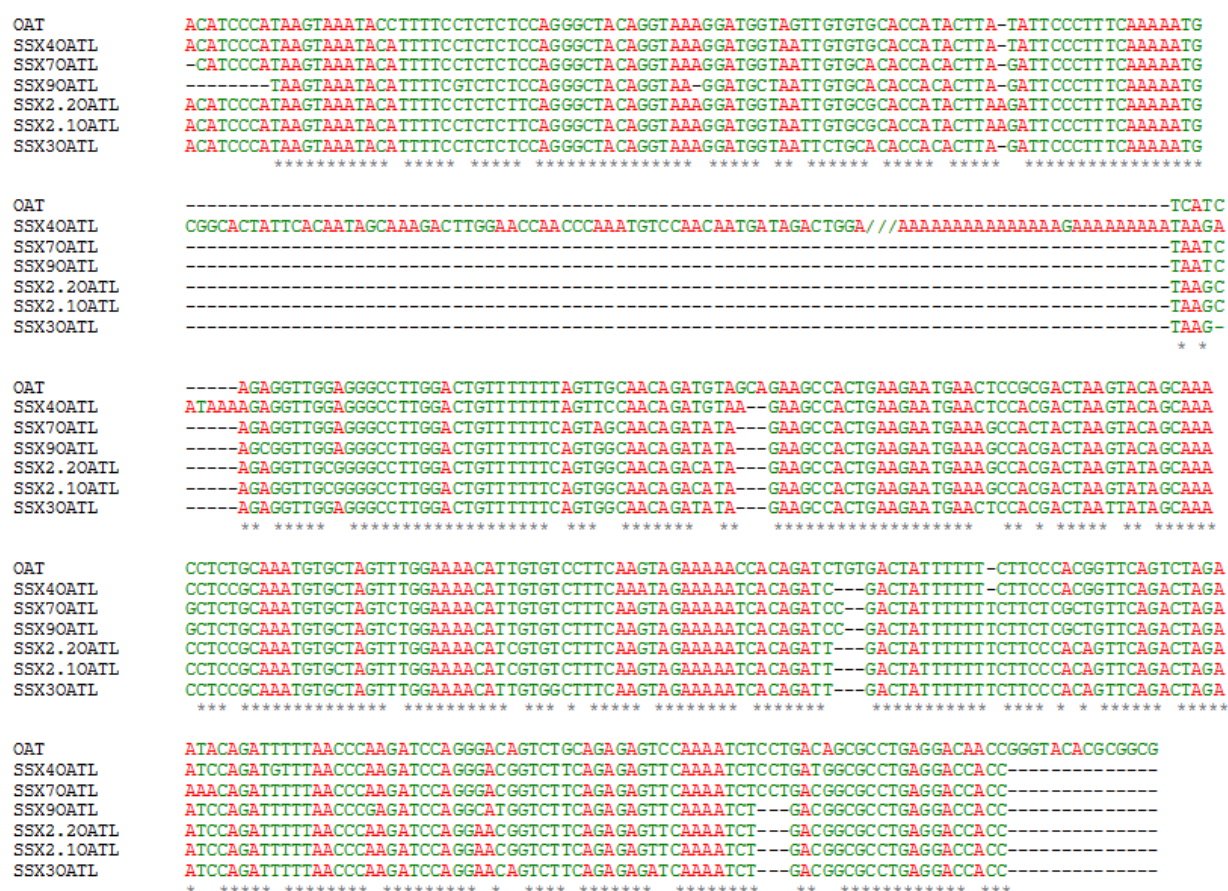 OAT ACATCCCATAAGTAAATACCTTTTCCTCTCTCCAGGGCTACAGGTAAAGGATGGTAGTTGTGTGCACCATACTTA-TATTCCCTTTCAAAAATG
SSX4OATL ACATCCCATAAGTAAATACATTTTCCTCTCTCCAGGGCTACAGGTAAAGGATGGTAATTGTGTGCACCATACTTA-TATTCCCTTTCAAAAATG
SSX7OATL -CATCCCATAAGTAAATACATTTTCCTCTCTCCAGGGCTACAGGTAAAGGATGGTAATTGTGCACACCACACTTA-GATTCCCTTTCAAAAATG
SSX9OATL --------TAAGTAAATACATTTTCGTCTCTCCAGGGCTACAGGTAA-GGATGCTAATTGTGCACACCACACTTA-GATTCCCTTTCAAAAATG
SSX2.2OATL ACATCCCATAAGTAAATACATTTTCCTCTCTTCAGGGCTACAGGTAAAGGATGGTAATTGTGCGCACCATACTTAAGATTCCCTTTCAAAAATG
SSX2.1OATL ACATCCCATAAGTAAATACATTTTCCTCTCTTCAGGGCTACAGGTAAAGGATGGTAATTGTGCGCACCATACTTAAGATTCCCTTTCAAAAATG
SSX3OATL ACATCCCATAAGTAAATACATTTTCCTCTCTCCAGGGCTACAGGTAAAGGATGGTAATTCTGCACACCACACTTA-GATTCCCTTTCAAAAATG
*********** ***** ***** *************** ***** ** ****** ***** ***** *****************
OAT ------------------------------------------------------------------------------------------TCATC
SSX4OATL CGGCACTATTCACAATAGCAAAGACTTGGAACCAACCCAAATGTCCAACAATGATAGACTGGA///AAAAAAAAAAAAAAAGAAAAAAAAATAAGA
SSX7OATL ------------------------------------------------------------------------------------------TAATC
SSX9OATL ------------------------------------------------------------------------------------------TAATC
SSX2.2OATL ------------------------------------------------------------------------------------------TAAGC
SSX2.1OATL ------------------------------------------------------------------------------------------TAAGC
SSX3OATL ------------------------------------------------------------------------------------------TAAG-
* *
OAT -----AGAGGTTGGAGGGCCTTGGACTGTTTTTTTAGTTGCAACAGATGTAGCAGAAGCCACTGAAGAATGAACTCCGCGACTAAGTACAGCAAA
SSX4OATL ATAAAAGAGGTTGGAGGGCCTTGGACTGTTTTTTTAGTTCCAACAGATGTAA--GAAGCCACTGAAGAATGAACTCCACGACTAAGTACAGCAAA
SSX7OATL -----AGAGGTTGGAGGGCCTTGGACTGTTTTTTCAGTAGCAACAGATATA---GAAGCCACTGAAGAATGAAAGCCACTACTAAGTACAGCAAA
SSX9OATL -----AGCGGTTGGAGGGCCTTGGACTGTTTTTTCAGTGGCAACAGATATA---GAAGCCACTGAAGAATGAAAGCCACGACTAAGTACAGCAAA
SSX2.2OATL -----AGAGGTTGCGGGGCCTTGGACTGTTTTTTCAGTGGCAACAGACATA---GAAGCCACTGAAGAATGAAAGCCACGACTAAGTATAGCAAA
SSX2.1OATL -----AGAGGTTGCGGGGCCTTGGACTGTTTTTTCAGTGGCAACAGACATA---GAAGCCACTGAAGAATGAAAGCCACGACTAAGTATAGCAAA
SSX3OATL -----AGAGGTTGGAGGGCCTTGGACTGTTTTTTCAGTGGCAACAGATATA---GAAGCCACTGAAGAATGAACTCCACGACTAATTATAGCAAA
** ***** ******************* *** ******* ** ******************* ** * ***** ** ******
OAT CCTCTGCAAATGTGCTAGTTTGGAAAACATTGTGTCCTTCAAGTAGAAAAACCACAGATCTGTGACTATTTTTT-CTTCCCACGGTTCAGTCTAGA
SSX4OATL CCTCCGCAAATGTGCTAGTTTGGAAAACATTGTGTCTTTCAAATAGAAAAATCACAGATC---GACTATTTTTT-CTTCCCACGGTTCAGACTAGA
SSX7OATL GCTCTGCAAATGTGCTAGTCTGGAAAACATTGTGTCTTTCAAGTAGAAAAATCACAGATCC--GACTATTTTTTTCTTCTCGCTGTTCAGACTAGA
SSX9OATL GCTCTGCAAATGTGCTAGTCTGGAAAACATTGTGTCTTTCAAGTAGAAAAATCACAGATCC--GACTATTTTTTTCTTCTCGCTGTTCAGACTAGA
SSX2.2OATL CCTCCGCAAATGTGCTAGTTTGGAAAACATCGTGTCTTTCAAGTAGAAAAATCACAGATT---GACTATTTTTTTCTTCCCACAGTTCAGACTAGA
SSX2.1OATL CCTCCGCAAATGTGCTAGTTTGGAAAACATCGTGTCTTTCAAGTAGAAAAATCACAGATT---GACTATTTTTTTCTTCCCACAGTTCAGACTAGA
SSX3OATL CCTCCGCAAATGTGCTAGTTTGGAAAACATTGTGGCTTTCAAGTAGAAAAATCACAGATT---GACTATTTTTTTCTTCCCACAGTTCAGACTAGA
*** ************** ********** *** * ***** ******** ******* *********** **** * * ****** *****
OAT ATACAGATTTTTAACCCAAGATCCAGGGACAGTCTGCAGAGAGTCCAAAATCTCCTGACAGCGCCTGAGGACAACCGGGTACACGCGGCG
SSX4OATL ATCCAGATGTTTAACCCAAGATCCAGGGACGGTCTTCAGAGAGTTCAAAATCTCCTGATGGCGCCTGAGGACCACC--------------
SSX7OATL AAACAGATTTTTAACCCAAGATCCAGGGACGGTCTTCAGAGAGTTCAAAATCTCCTGACGGCGCCTGAGGACCACC--------------
SSX9OATL ATCCAGATTTTTAACCCGAGATCCAGGCATGGTCTTCAGAGAGTTCAAAATCT---GACGGCGCCTGAGGACCACC--------------
SSX2.2OATL ATCCAGATTTTTAACCCAAGATCCAGGAACGGTCTTCAGAGAGTTCAAAATCT---GACGGCGCCTGAGGACCACC--------------
SSX2.1OATL ATCCAGATTTTTAACCCAAGATCCAGGAACGGTCTTCAGAGAGTTCAAAATCT---GACGGCGCCTGAGGACCACC--------------
SSX3OATL ATCCAGATTTTTAACCCAAGATCCAGGAACAGTCTTCAGAGAGATCAAAATCT---GACGGCGCCTGAGGACCACC--------------
* ***** ******** ********* * **** ******* ******** ** ************ ***